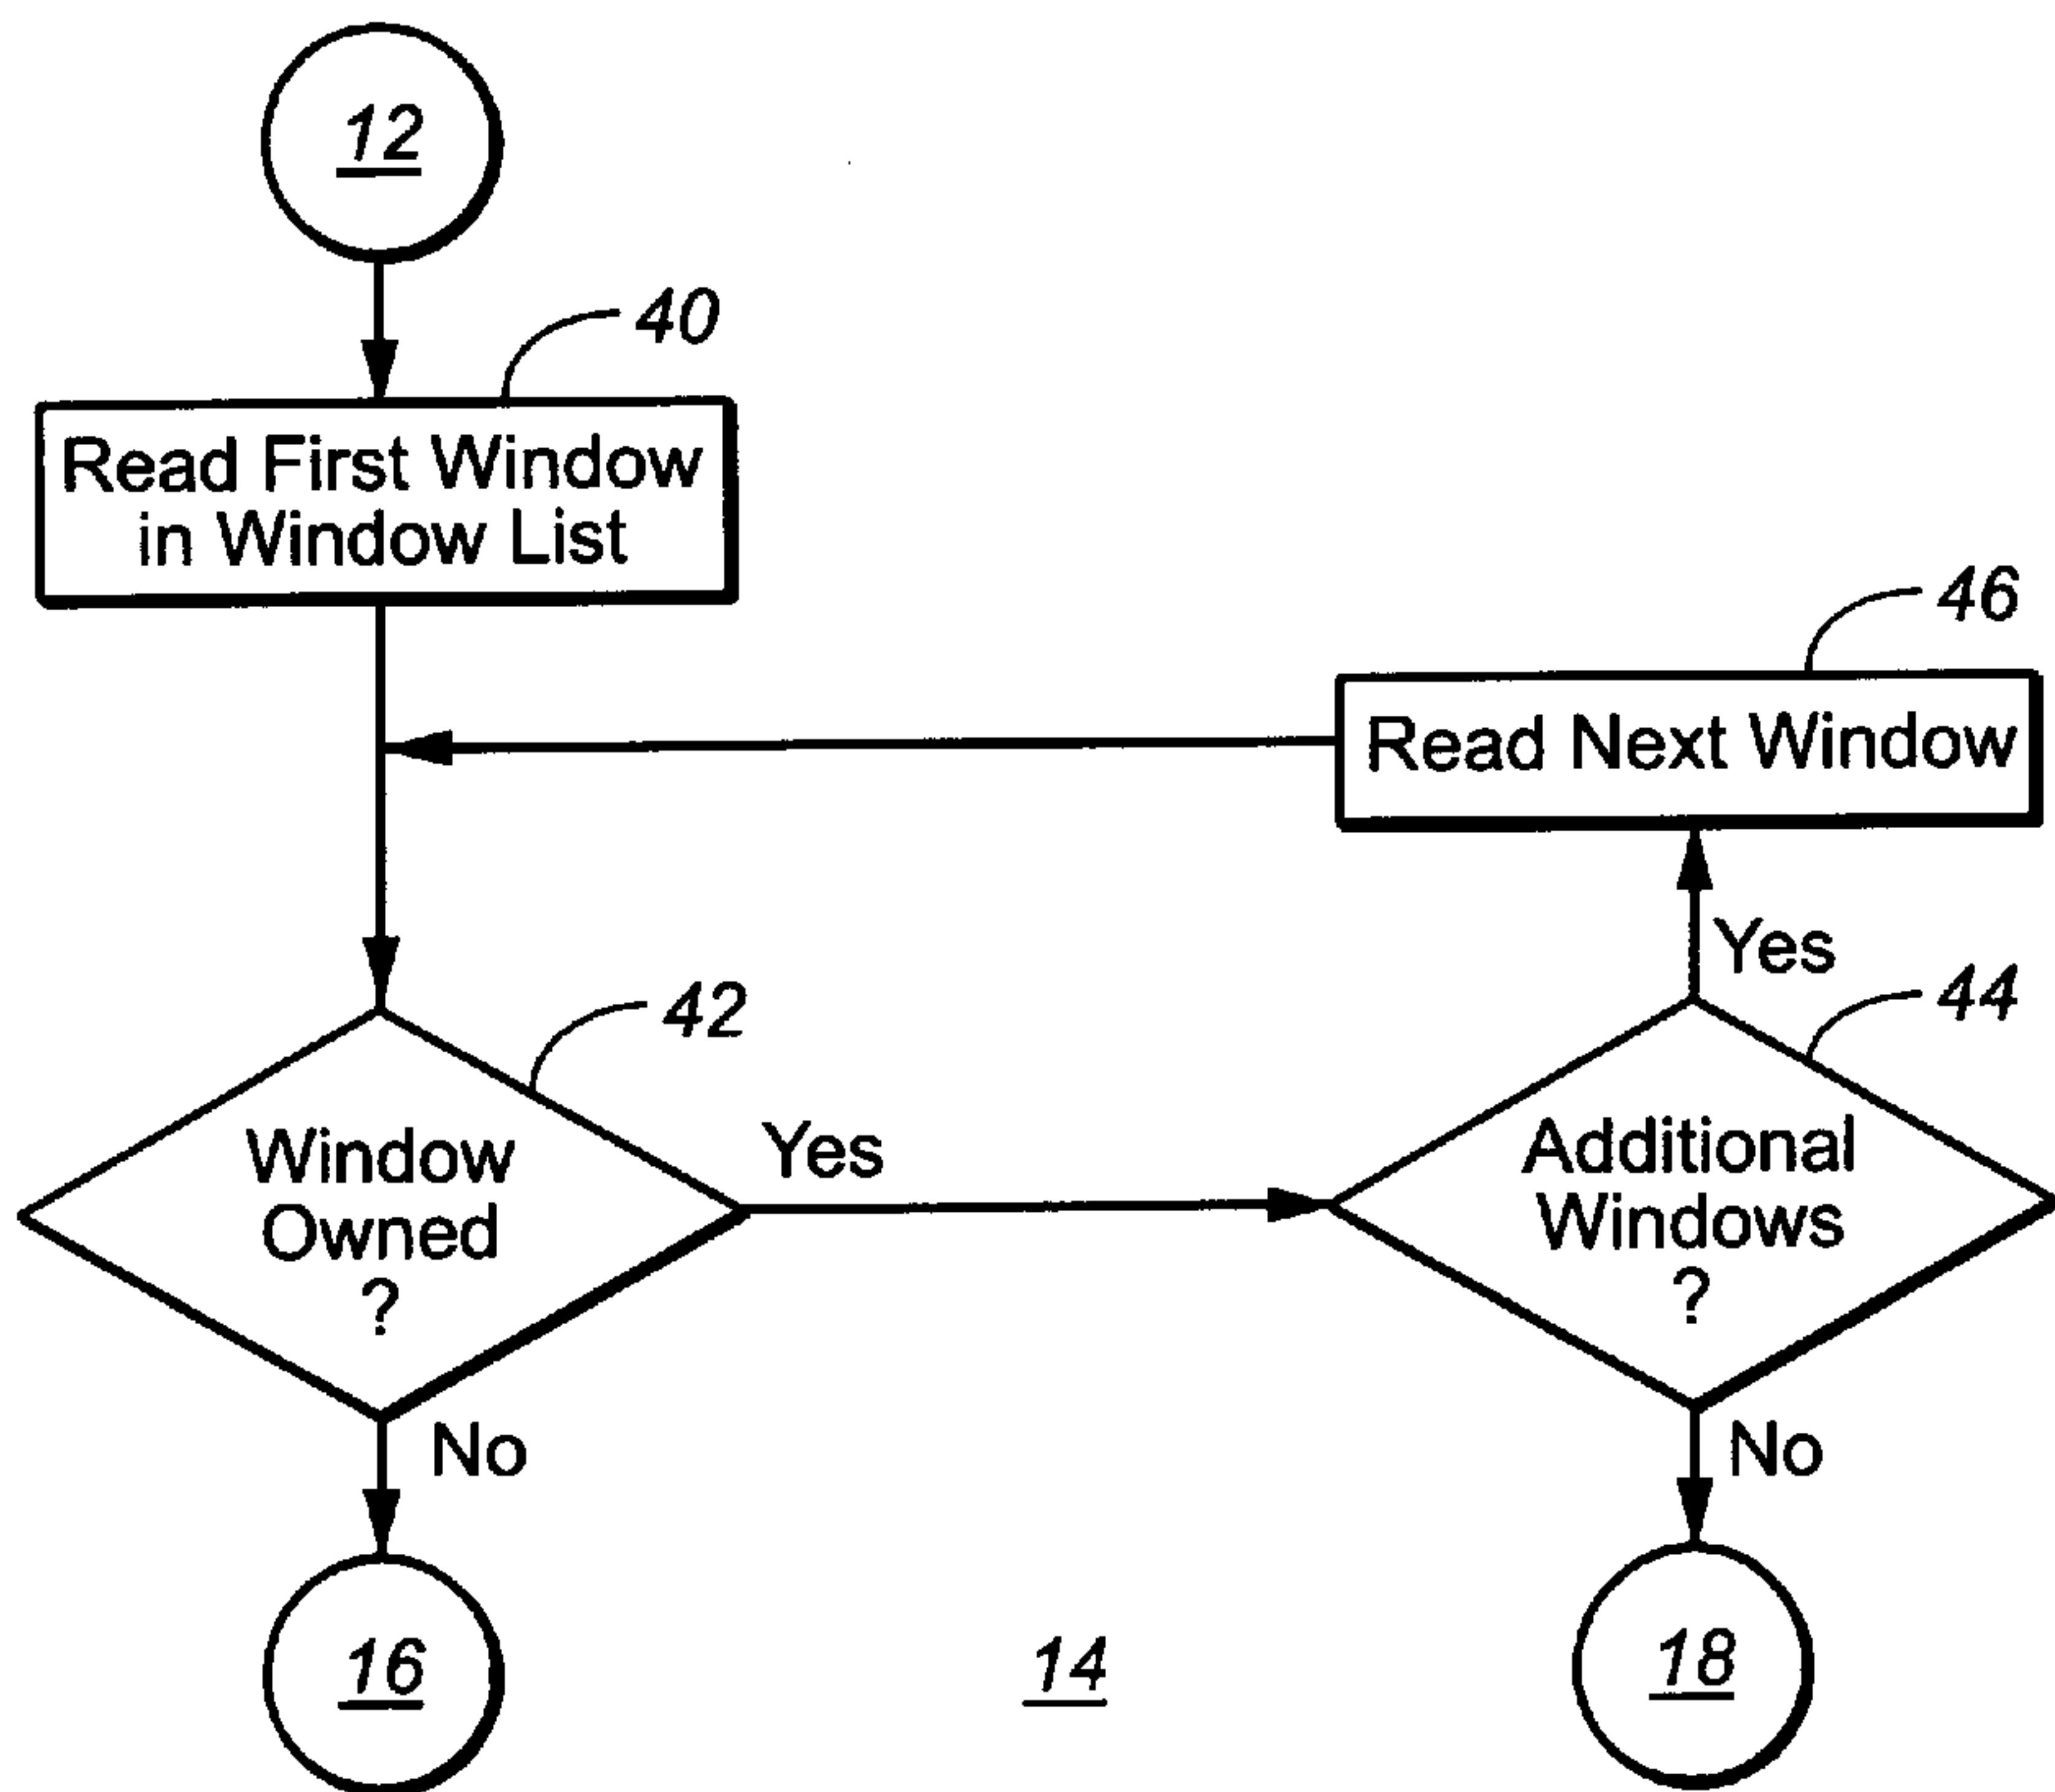 12
40
Read First Window
in Window List
46
Read Next Window
Yes
42
44
Window
Owned
?
Yes
Additional
Windows
?
No
No
16
14
18